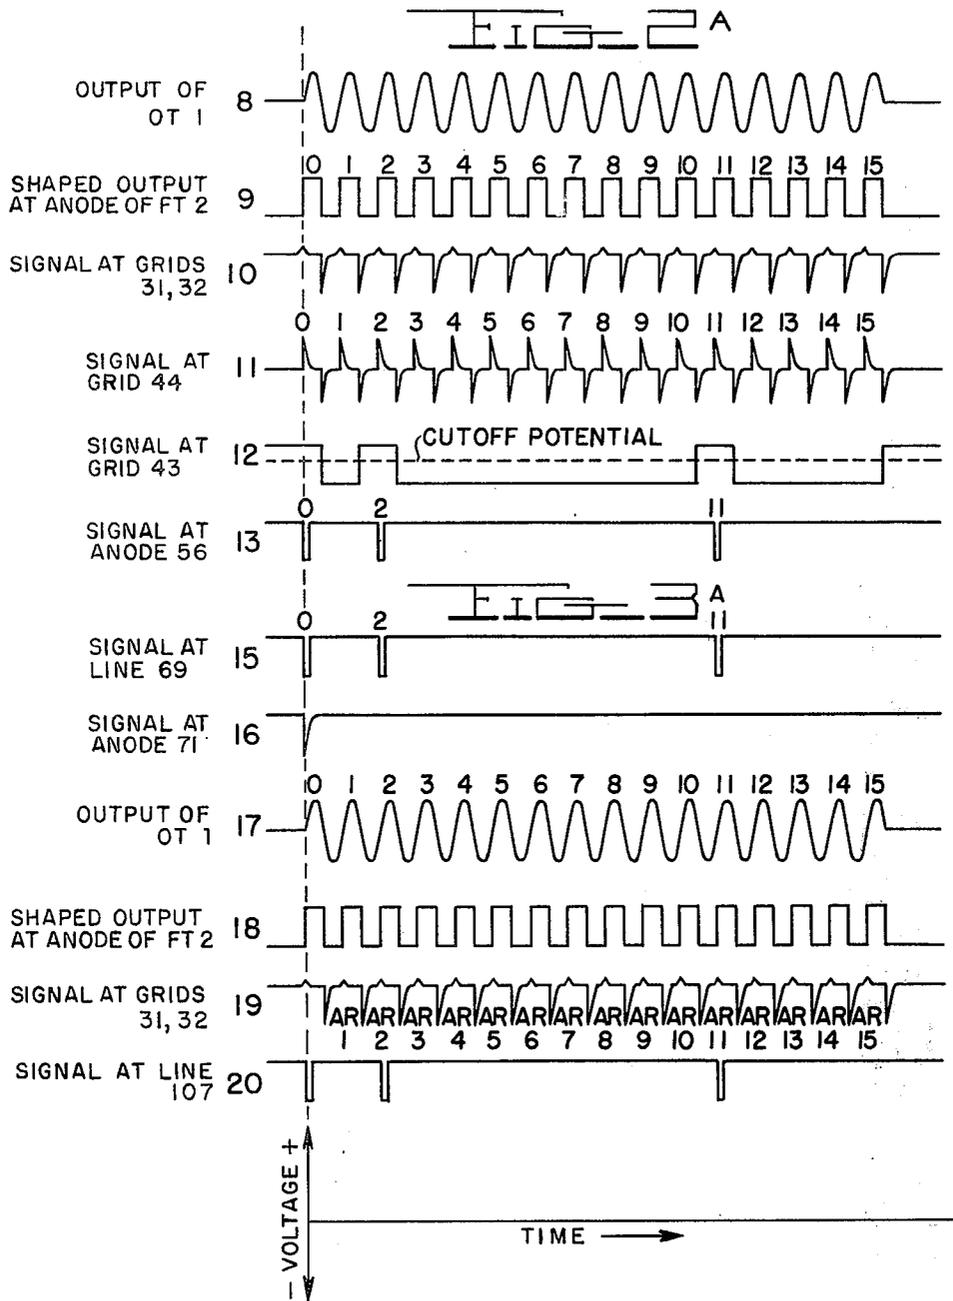 FIG_2A
OUTPUT OF
OT 1
8
0 1 2 3 4 5 6 7 8 9 10 11 12 13 14 15
SHAPED OUTPUT
AT ANODE OF FT 2
9
SIGNAL AT GRIDS
31, 32
10
0 1 2 3 4 5 6 7 8 9 10 11 12 13 14 15
SIGNAL AT
GRID 44
11
CUTOFF POTENTIAL
SIGNAL AT
GRID 43
12
0 2 11
SIGNAL AT
ANODE 56
13
FIG_3A
0 2 11
SIGNAL AT
LINE 69
15
SIGNAL AT
ANODE 71
16
0 1 2 3 4 5 6 7 8 9 10 11 12 13 14 15
OUTPUT OF
OT 1
17
SHAPED OUTPUT
AT ANODE OF FT 2
18
SIGNAL AT GRIDS
31, 32
19
AR AR AR AR AR AR AR AR AR AR AR AR AR AR AR
1 2 3 4 5 6 7 8 9 10 11 12 13 14 15
SIGNAL AT LINE
107
20
- VOLTAGE +
TIME